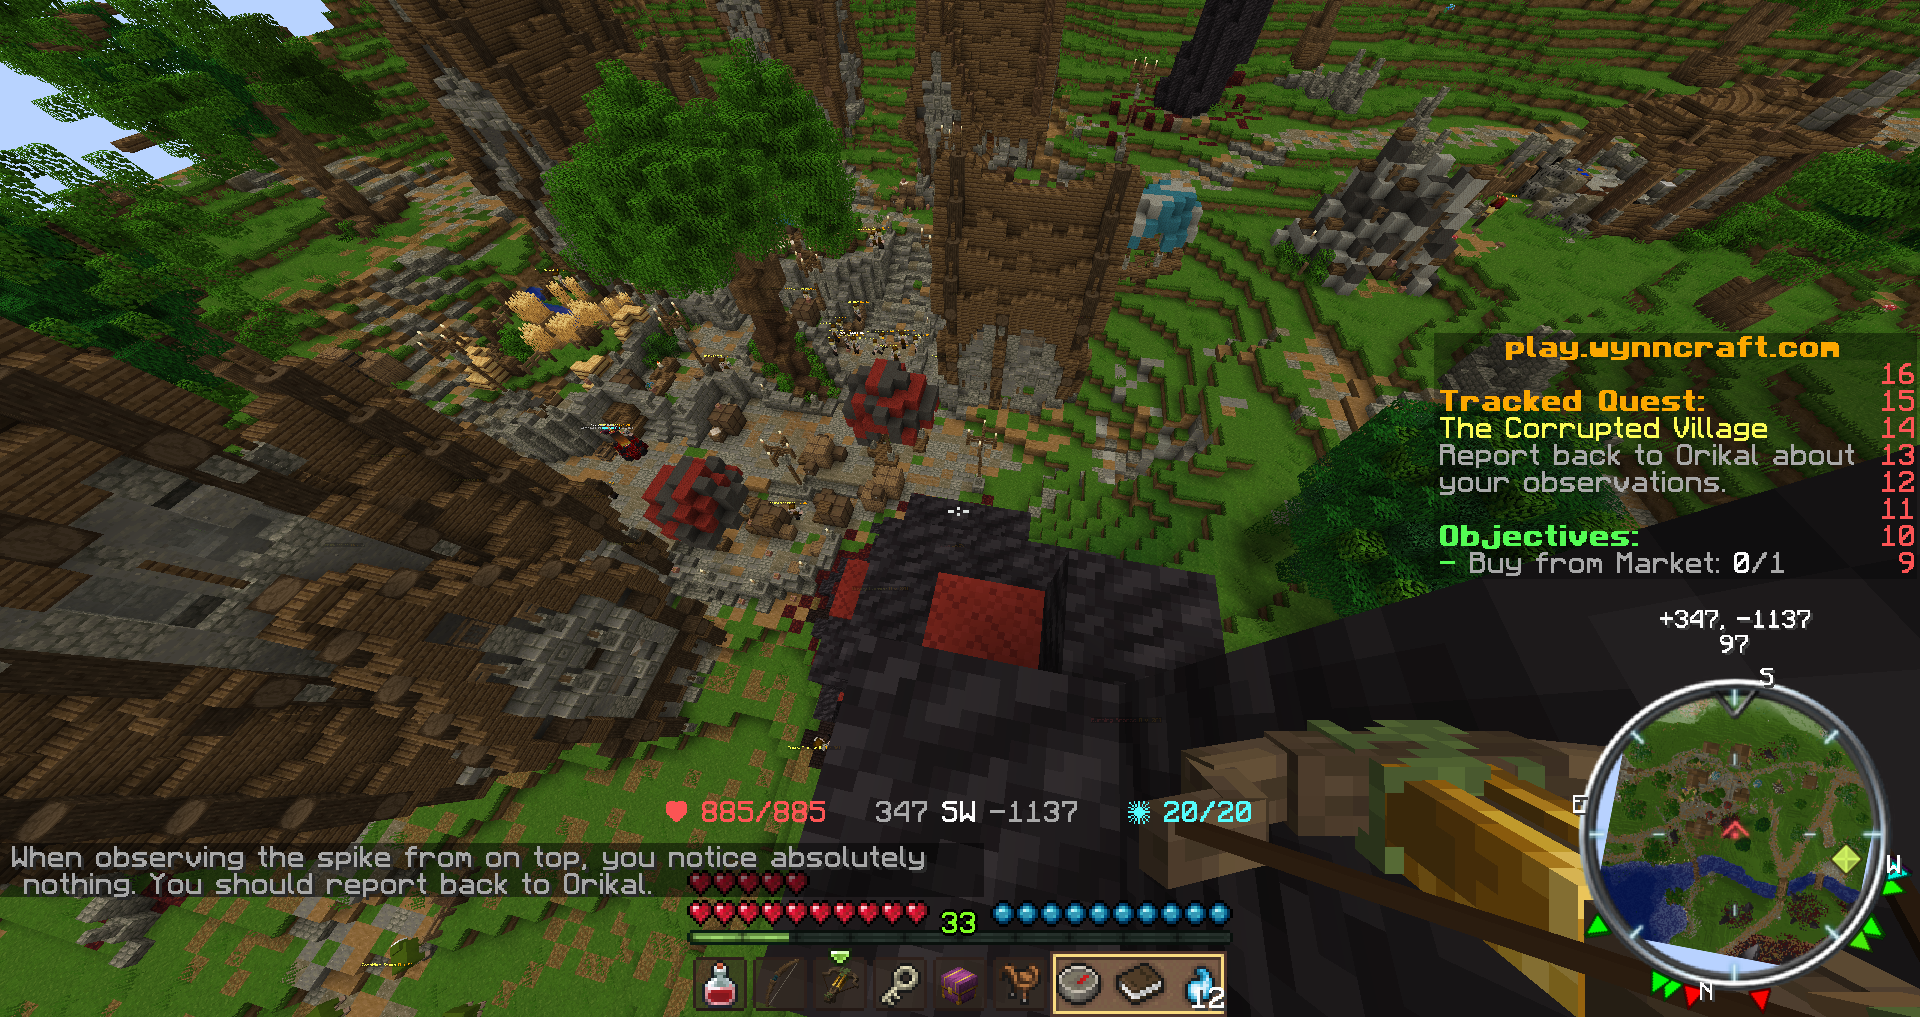 play.wynncraft.com
16
Tracked Quest: 15
The Corrupted Village 14
Report back to Orikal about 13
your observations. 12
11
Objectives: 10
- Buy from Market: 0/1 9
+347, -1137
97
S
E
W
N
885/885 347 SW -1137 20/20
When observing the spike from on top, you notice absolutely
nothing. You should report back to Orikal.
33
12